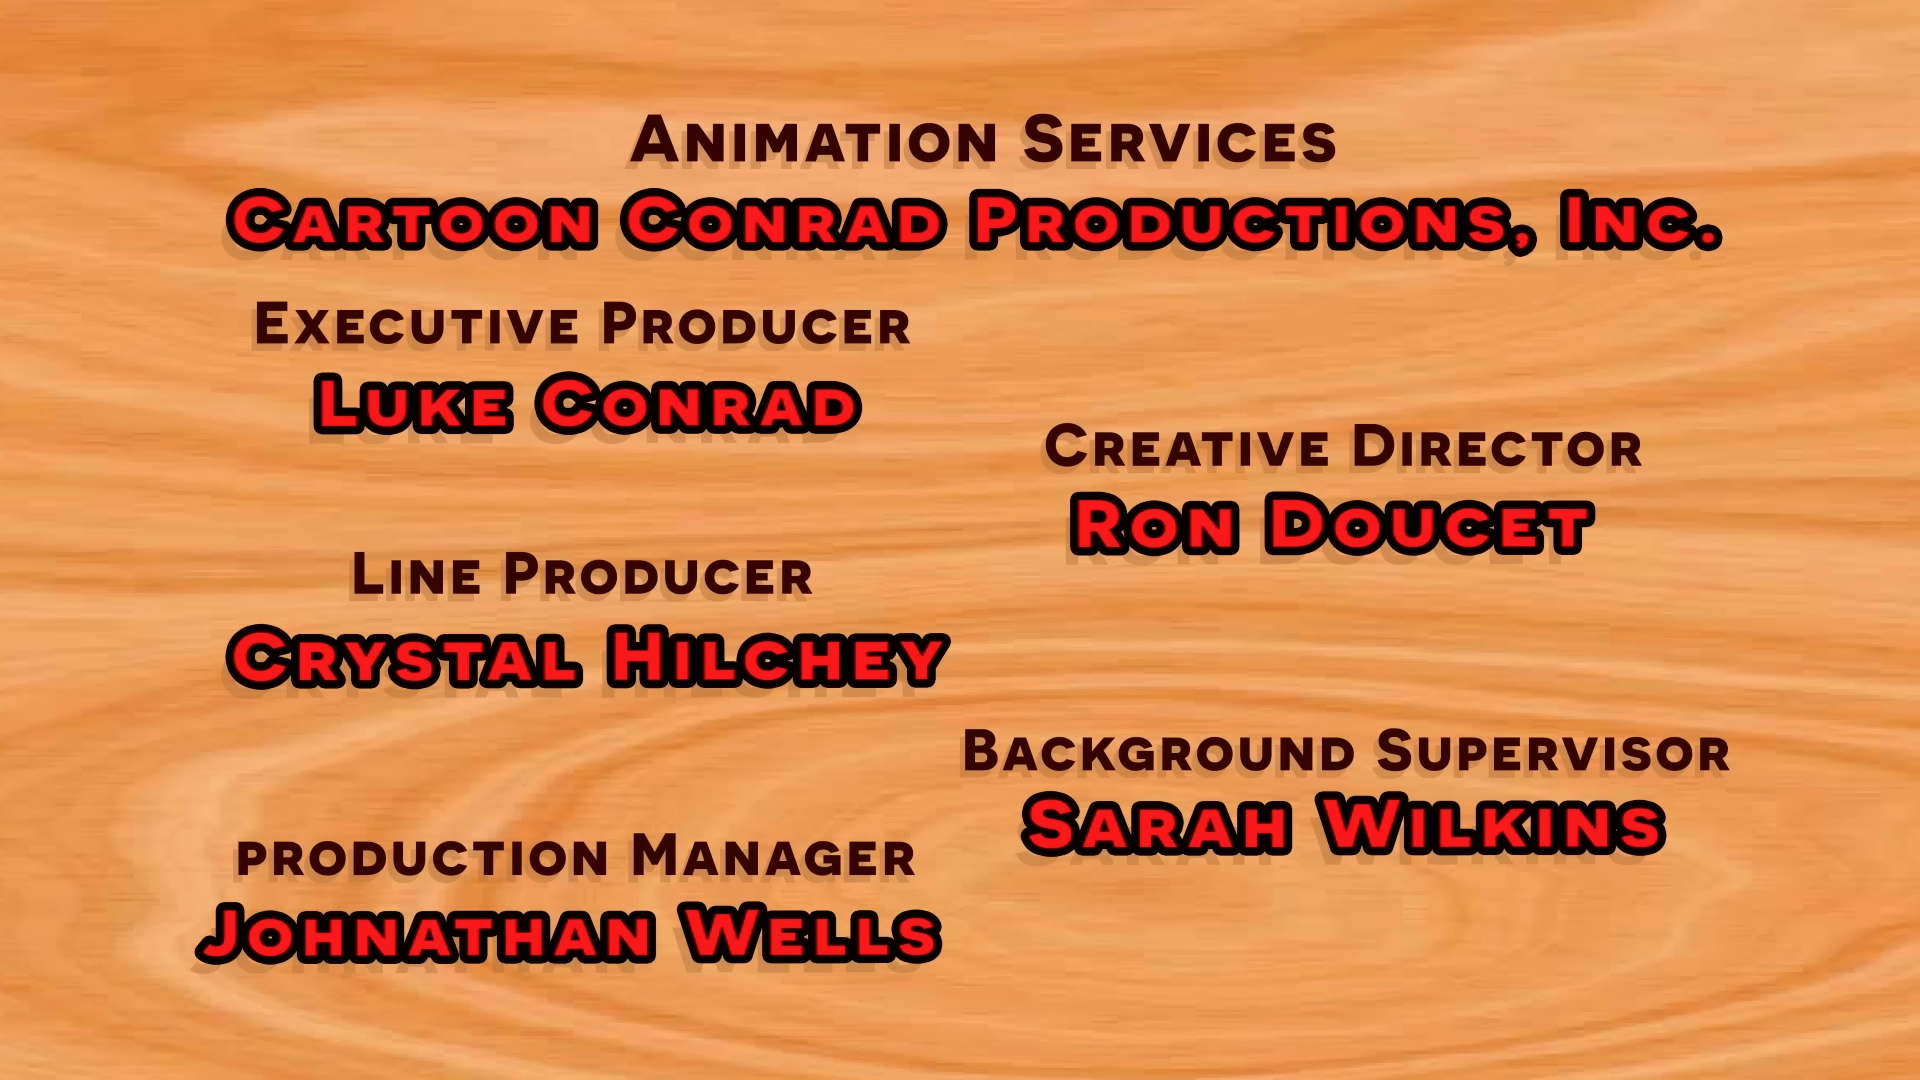 Animation Services
Cartoon Conrad Productions, Inc.
Executive Producer
Luke Conrad
Creative Director
Ron Doucet
Line Producer
Crystal Hilchey
Background Supervisor
Sarah Wilkins
production Manager
Johnathan Wells